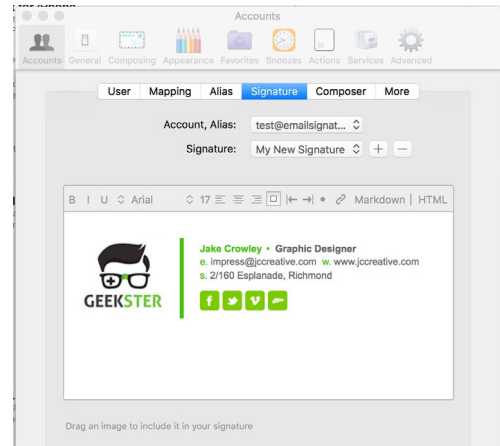 Accounts
Accounts General Composing Appearance Favorites Snoozes Actions Services Advanced
User Mapping Alias Signature Composer More
Account, Alias: test@emailsignat...
Signature: My New Signature + −
B I U Arial 17 Markdown | HTML
Jake Crowley • Graphic Designer
e. impress@jccreative.com w. www.jccreative.com
s. 2/160 Esplanade, Richmond
GEEKSTER
Drag an image to include it in your signature